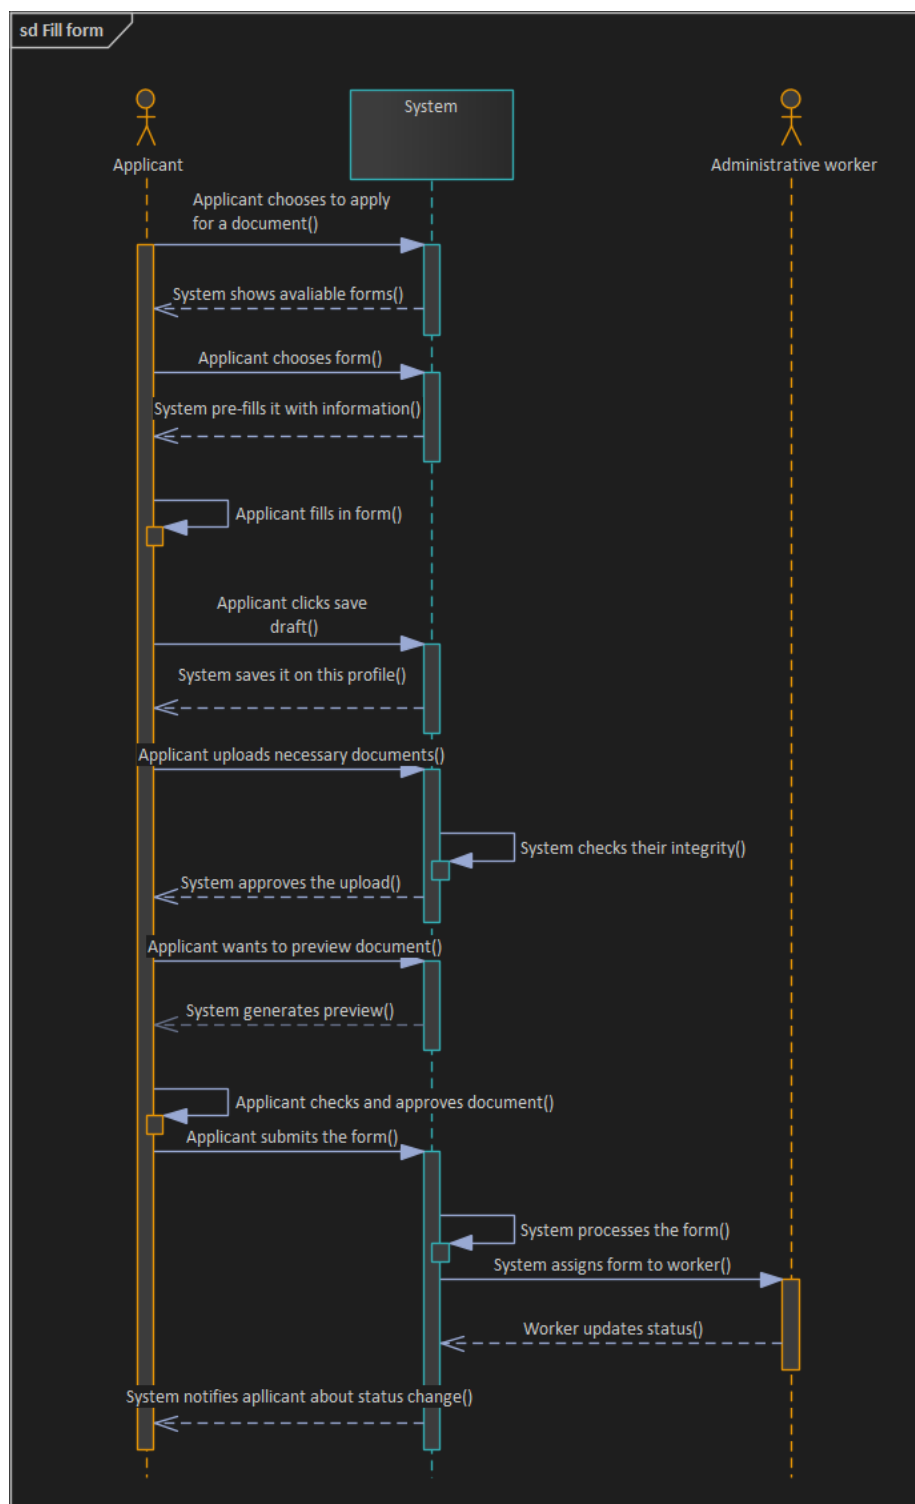 sd Fill form
System
Applicant
Administrative worker
Applicant chooses to apply
for a document()
System shows avaliable forms()
Applicant chooses form()
System pre-fills it with information()
Applicant fills in form()
Applicant clicks save
draft()
System saves it on this profile()
Applicant uploads necessary documents()
System checks their integrity()
System approves the upload()
Applicant wants to preview document()
System generates preview()
Applicant checks and approves document()
Applicant submits the form()
System processes the form()
System assigns form to worker()
Worker updates status()
System notifies apllicant about status change()